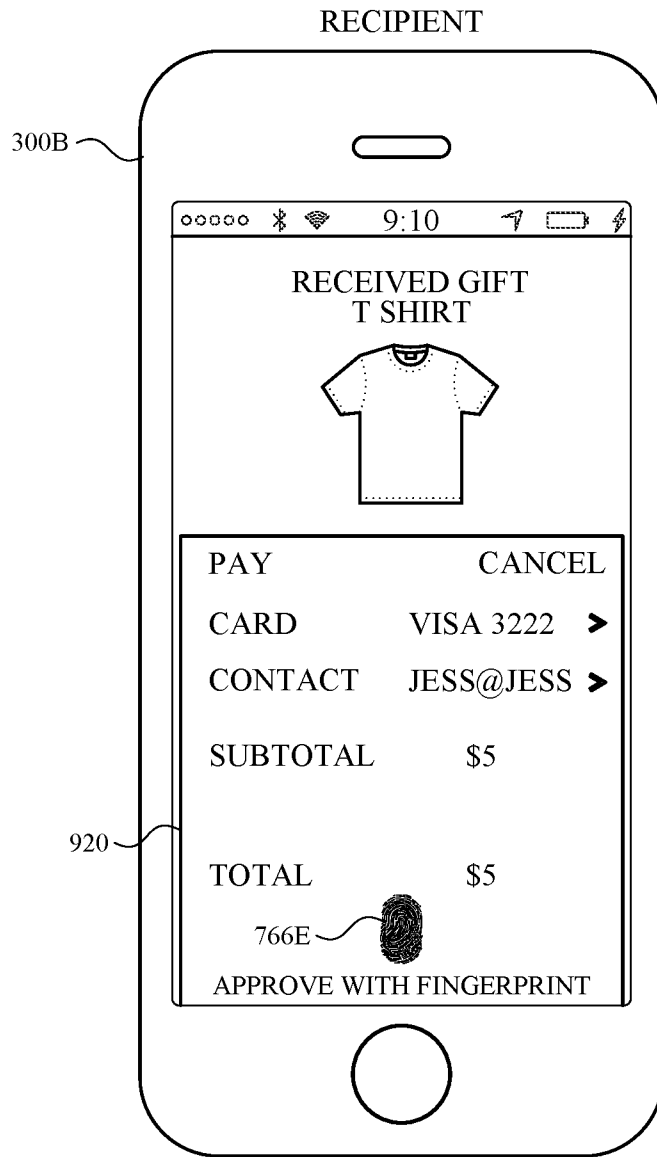 RECIPIENT
300B
9:10
RECEIVED GIFT
T SHIRT
PAY CANCEL
CARD VISA 3222 >
CONTACT JESS@JESS >
SUBTOTAL $5
920
TOTAL $5
766E
APPROVE WITH FINGERPRINT